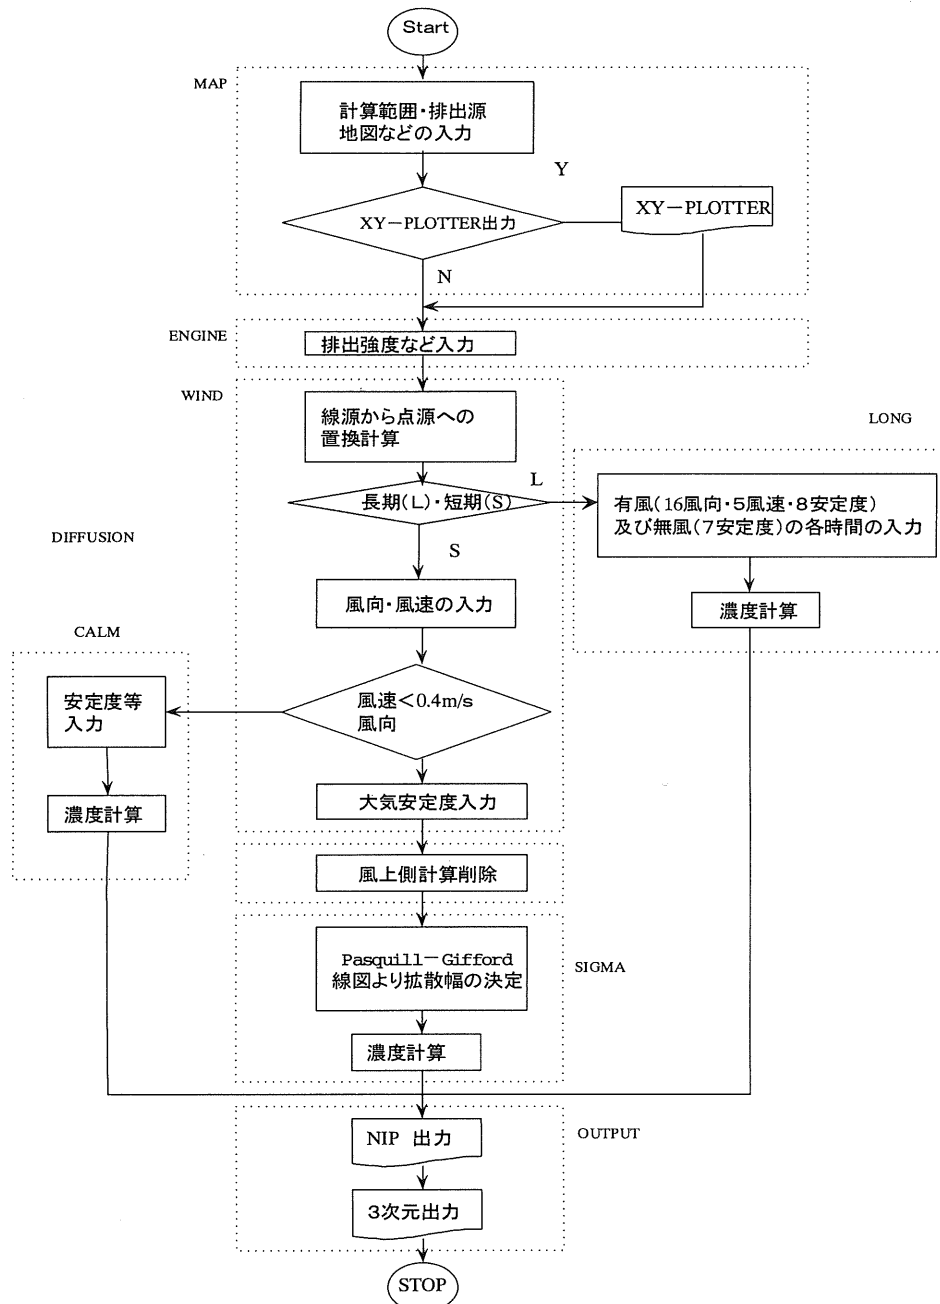 Start
MAP
計算範囲・排出源
地図などの入力
Y
XY－PLOTTER出力
XY－PLOTTER
N
ENGINE
排出強度など入力
WIND
線源から点源への
置換計算
LONG
長期(L)・短期(S)
L
有風(16風向・5風速・8安定度)
及び無風(7安定度)の各時間の入力
DIFFUSION
S
風向・風速の入力
濃度計算
CALM
安定度等
入力
風速＜0.4m/s
風向
濃度計算
大気安定度入力
風上側計算削除
Pasquill－Gifford
線図より拡散幅の決定
SIGMA
濃度計算
NIP 出力
OUTPUT
3次元出力
STOP